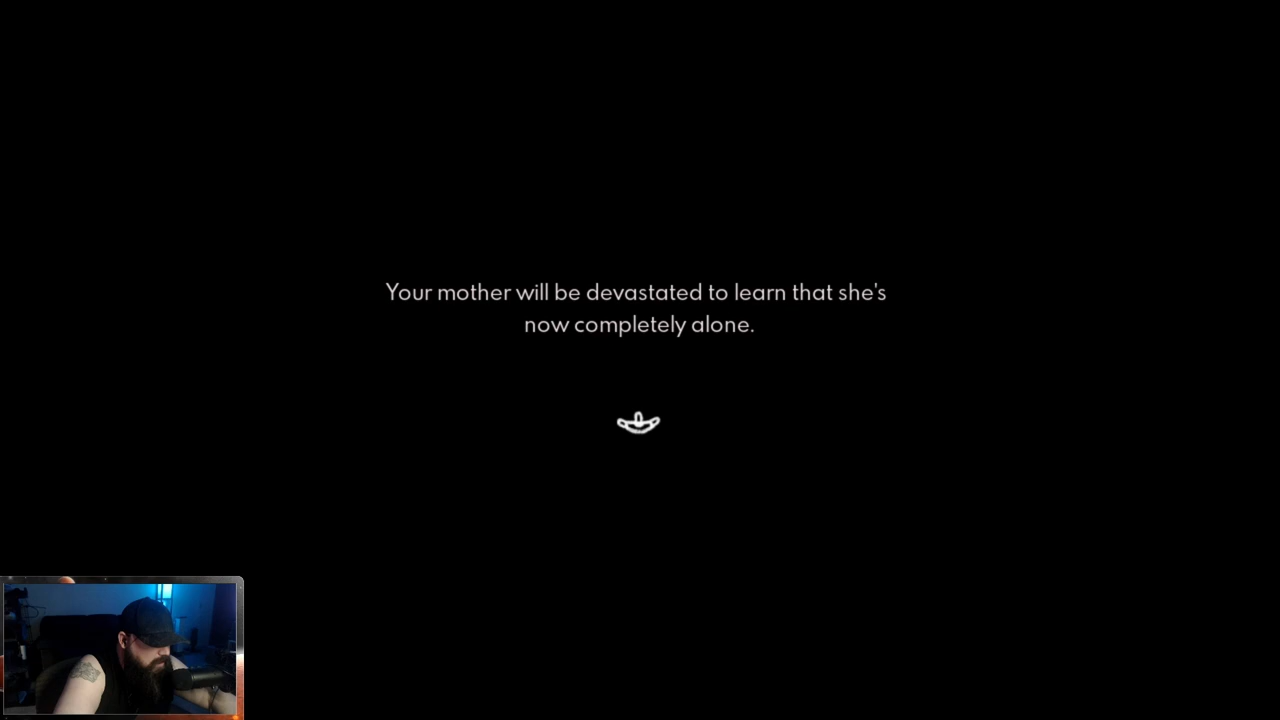 Your mother will be devastated to learn that she's
now completely alone.